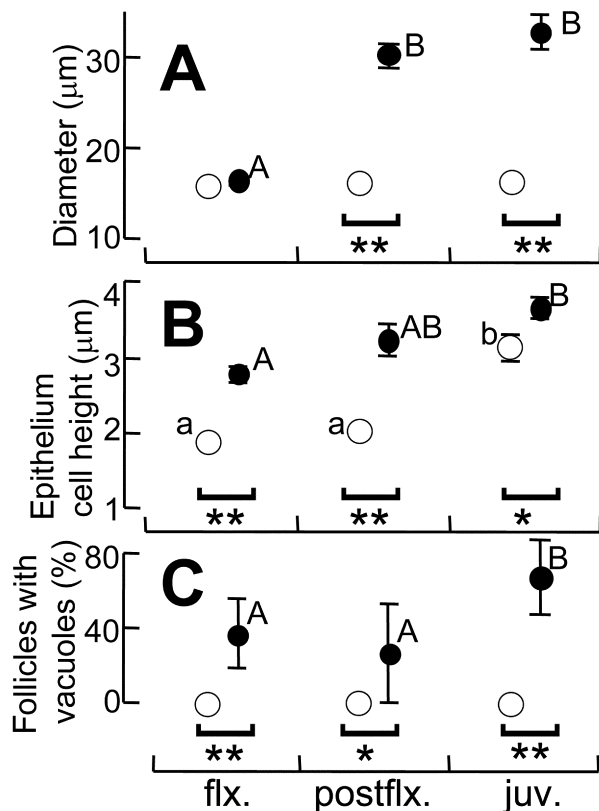 A
Diameter (μm)
30
20
10
A
B
B
**
**
B
Epithelium
cell height (μm)
4
3
2
1
a
A
a
AB
b
B
**
**
*
C
Follicles with
vacuoles (%)
80
40
0
A
A
B
**
*
**
flx. postflx. juv.